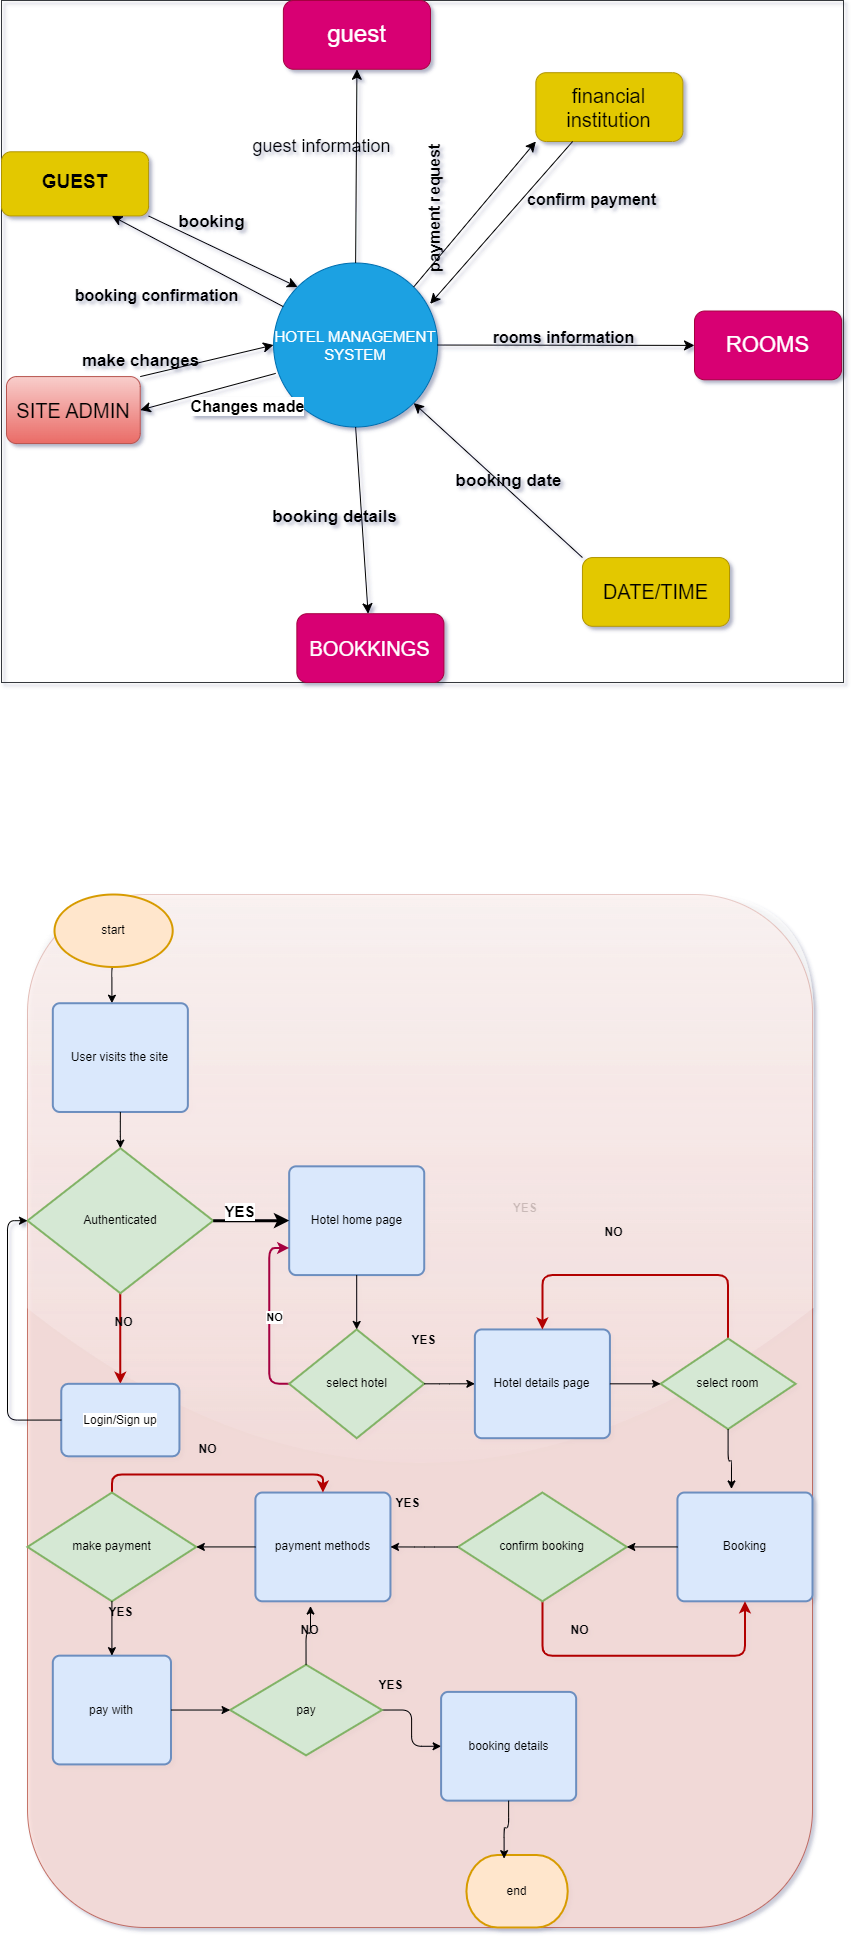 guest
financial
institution
guest information
payment request
GUEST
confirm payment
booking
booking confirmation
HOTEL MANAGEMENT
SYSTEM
rooms information
ROOMS
make changes
SITE ADMIN
Changes made
booking date
booking details
DATE/TIME
BOOKKINGS
start
User visits the site
Authenticated
YES
Hotel home page
YES
NO
NO
NO
YES
select hotel
Hotel details page
select room
Login/Sign up
NO
YES
make payment
payment methods
confirm booking
Booking
YES
NO
NO
YES
pay with
pay
booking details
end